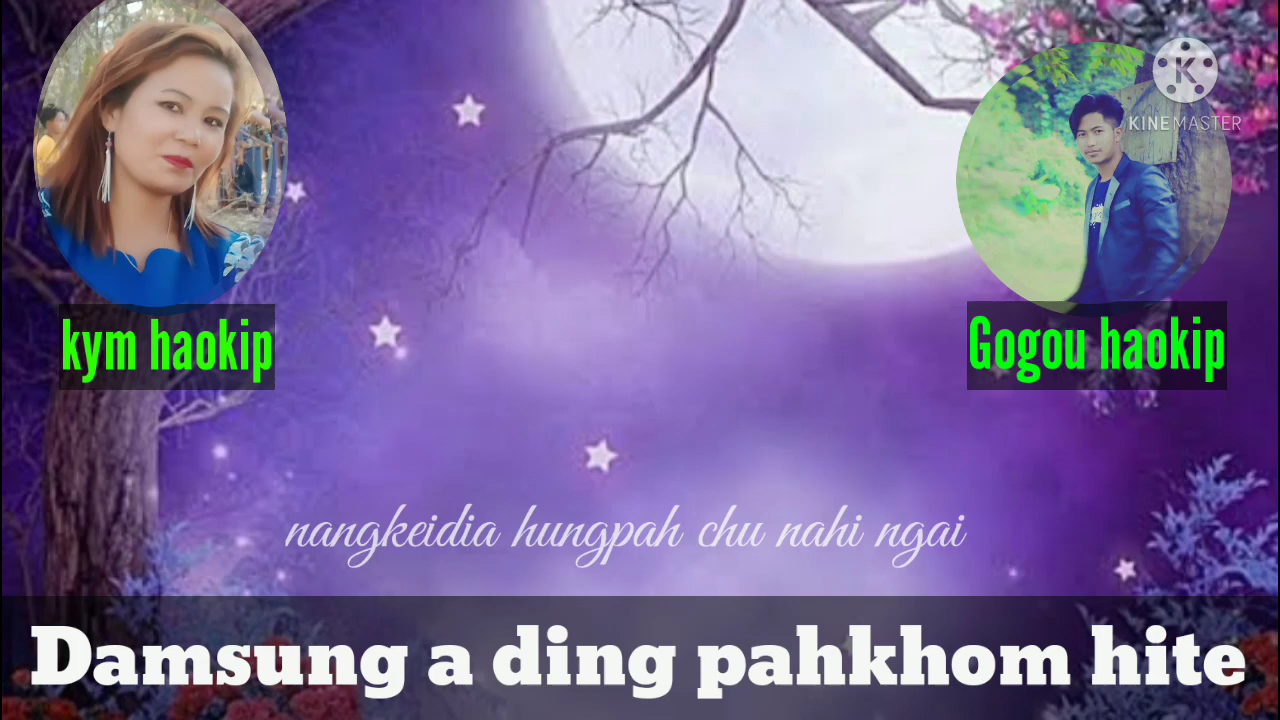 KINEMASTER
kym haokip
Gogou haokip
nangkeidia hungpah chu nahi ngai
Damsung a ding pahkhom hite